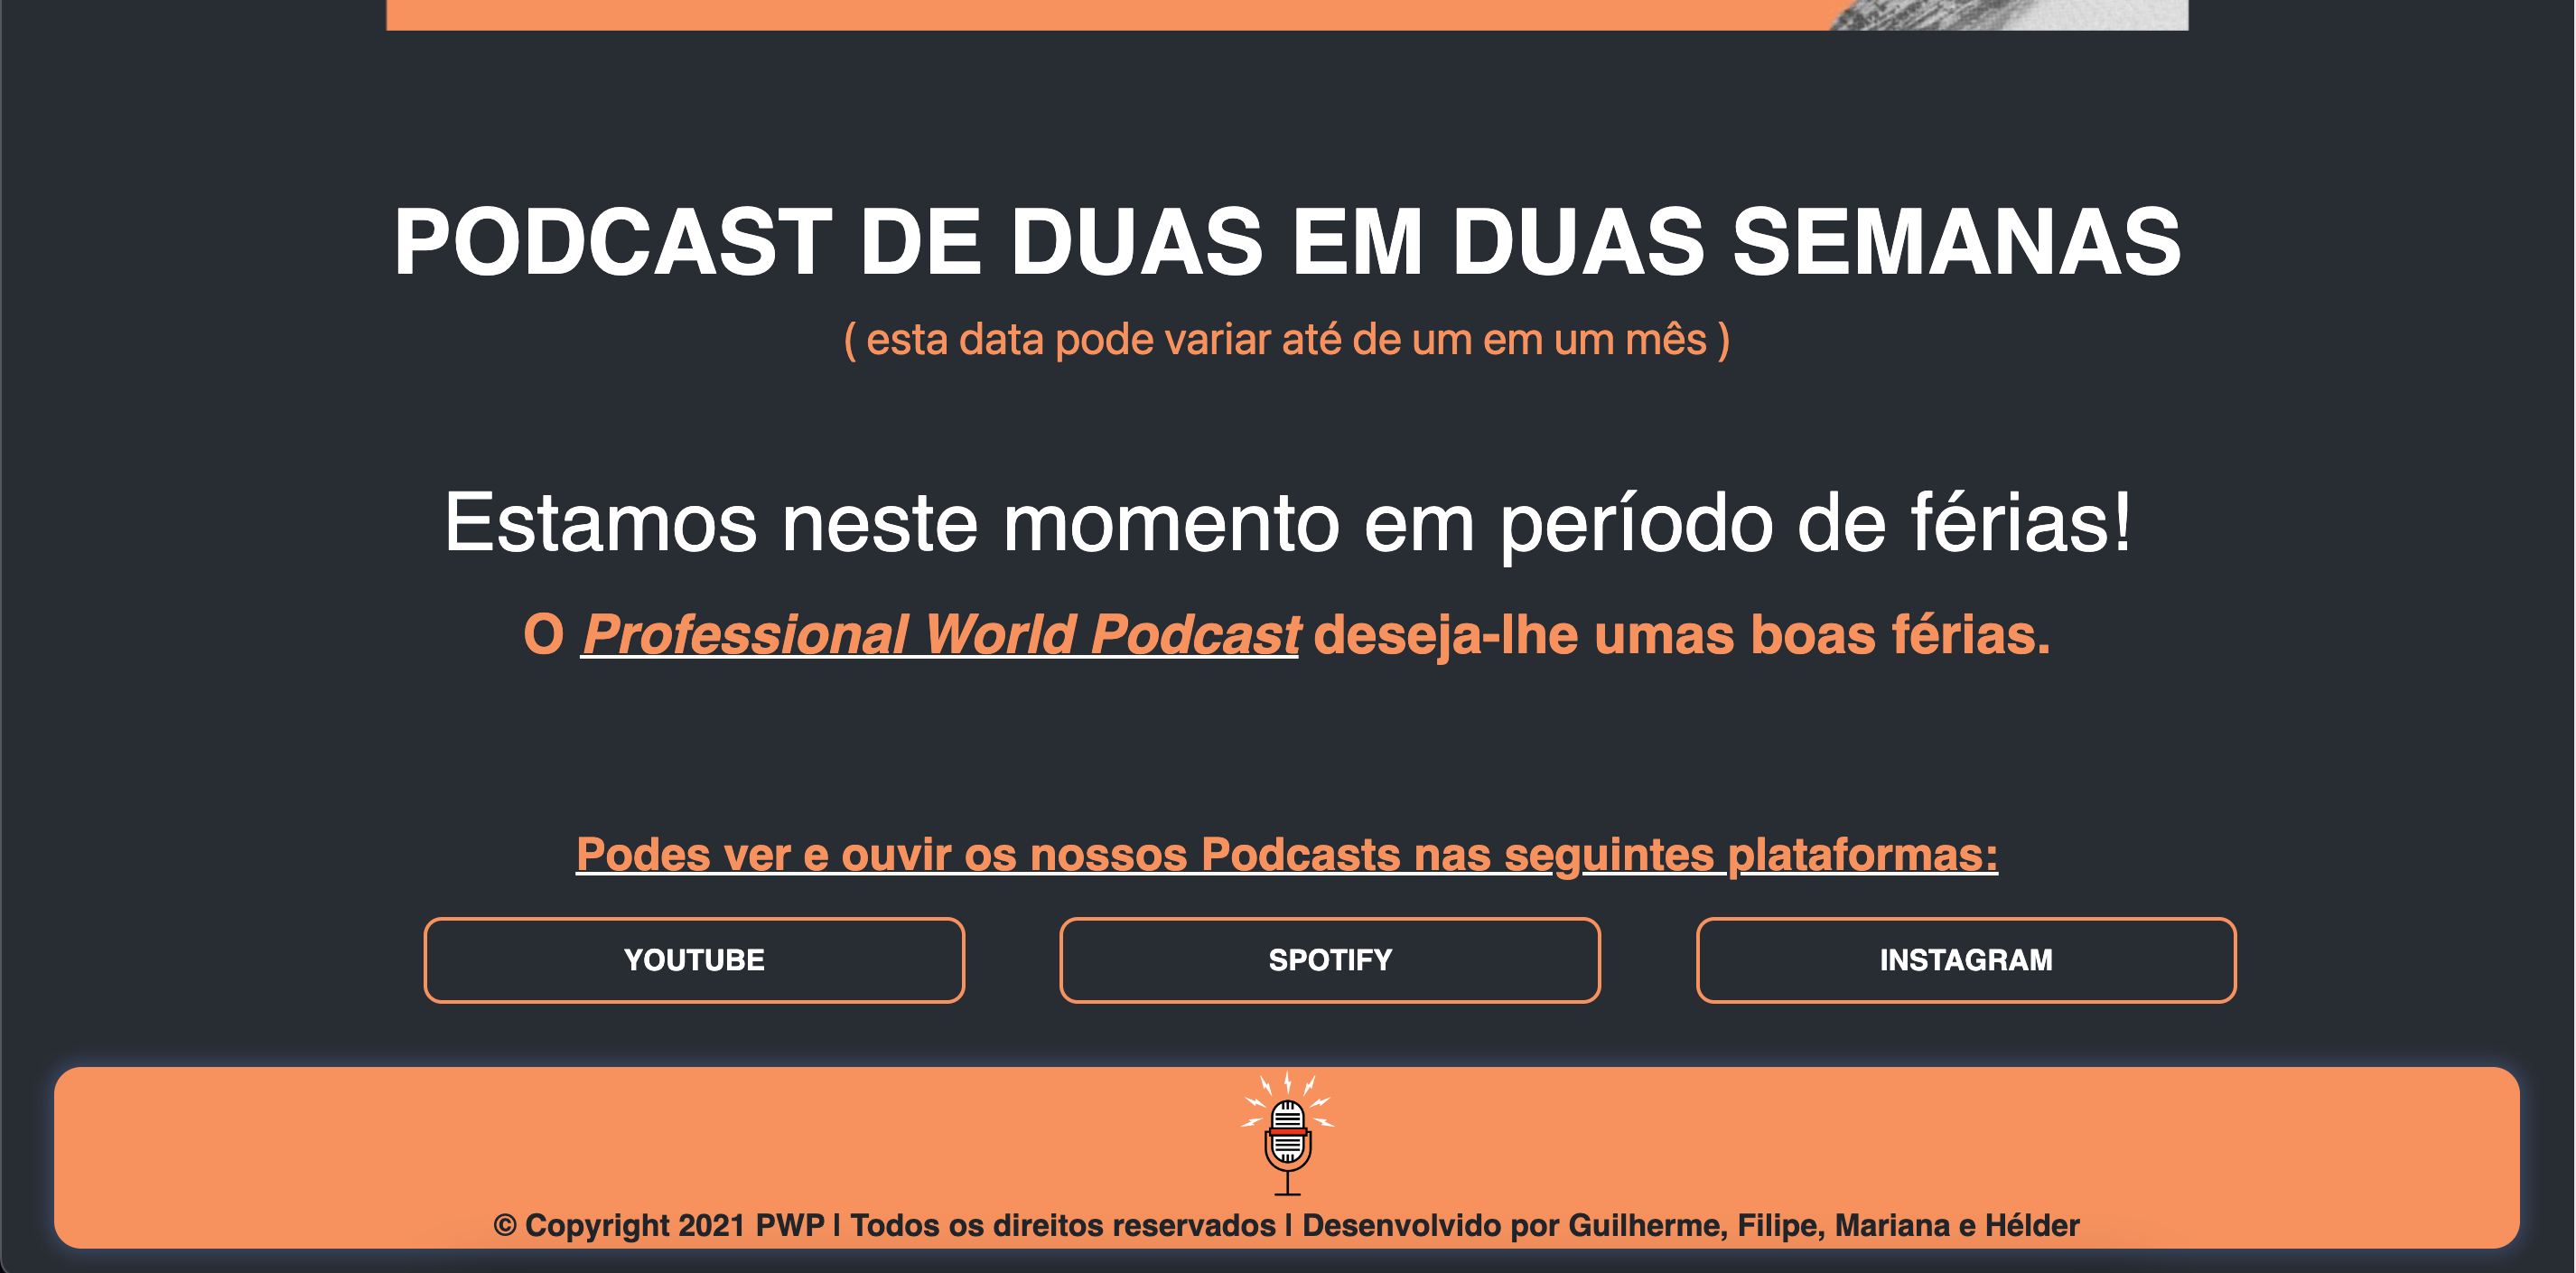 PODCAST DE DUAS EM DUAS SEMANAS
( esta data pode variar até de um em um mês )
Estamos neste momento em período de férias!
O Professional World Podcast deseja-lhe umas boas férias.
Podes ver e ouvir os nossos Podcasts nas seguintes plataformas:
YOUTUBE
SPOTIFY
INSTAGRAM
© Copyright 2021 PWP | Todos os direitos reservados | Desenvolvido por Guilherme, Filipe, Mariana e Hélder